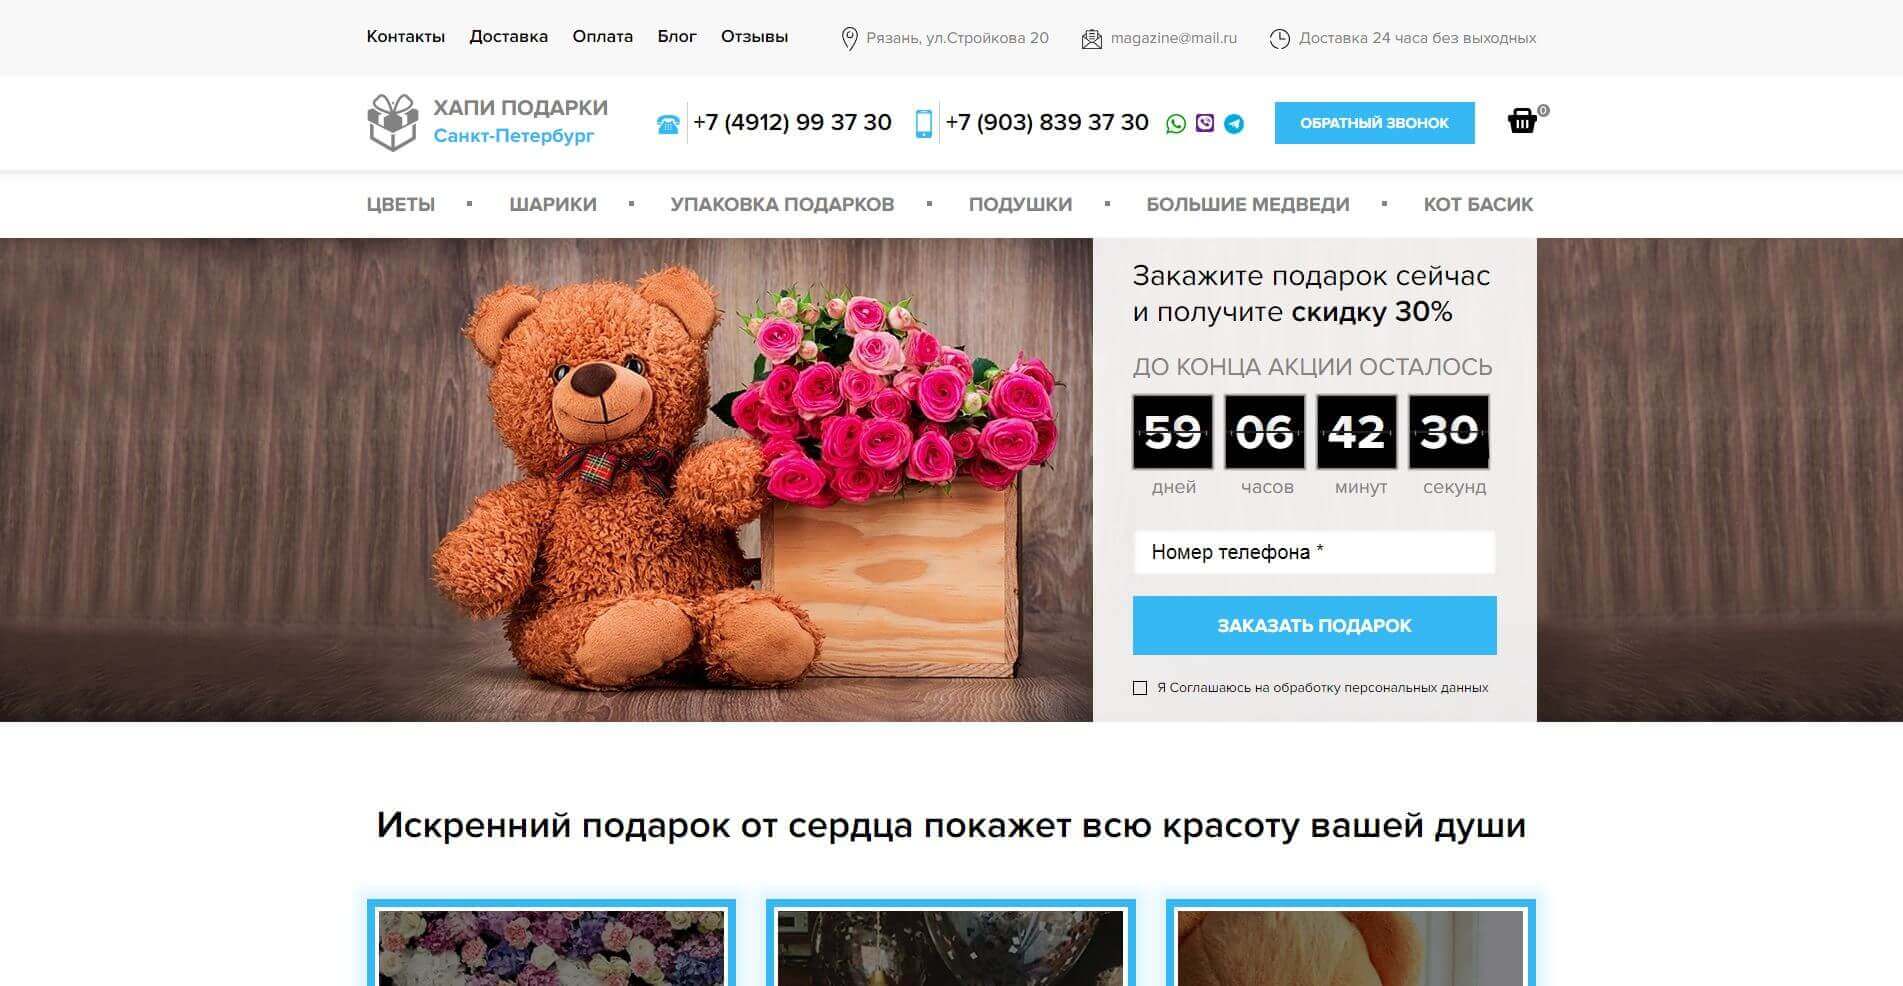 Контакты Доставка Оплата Блог Отзывы Рязань, ул.Стройкова 20 magazine@mail.ru Доставка 24 часа без выходных
ХАПИ ПОДАРКИ
Санкт-Петербург
+7 (4912) 99 37 30 +7 (903) 839 37 30 ОБРАТНЫЙ ЗВОНОК 0
ЦВЕТЫ ШАРИКИ УПАКОВКА ПОДАРКОВ ПОДУШКИ БОЛЬШИЕ МЕДВЕДИ КОТ БАСИК
Закажите подарок сейчас
и получите скидку 30%
ДО КОНЦА АКЦИИ ОСТАЛОСЬ
59 06 42 30
дней часов минут секунд
Номер телефона *
ЗАКАЗАТЬ ПОДАРОК
Я Соглашаюсь на обработку персональных данных
Искренний подарок от сердца покажет всю красоту вашей души